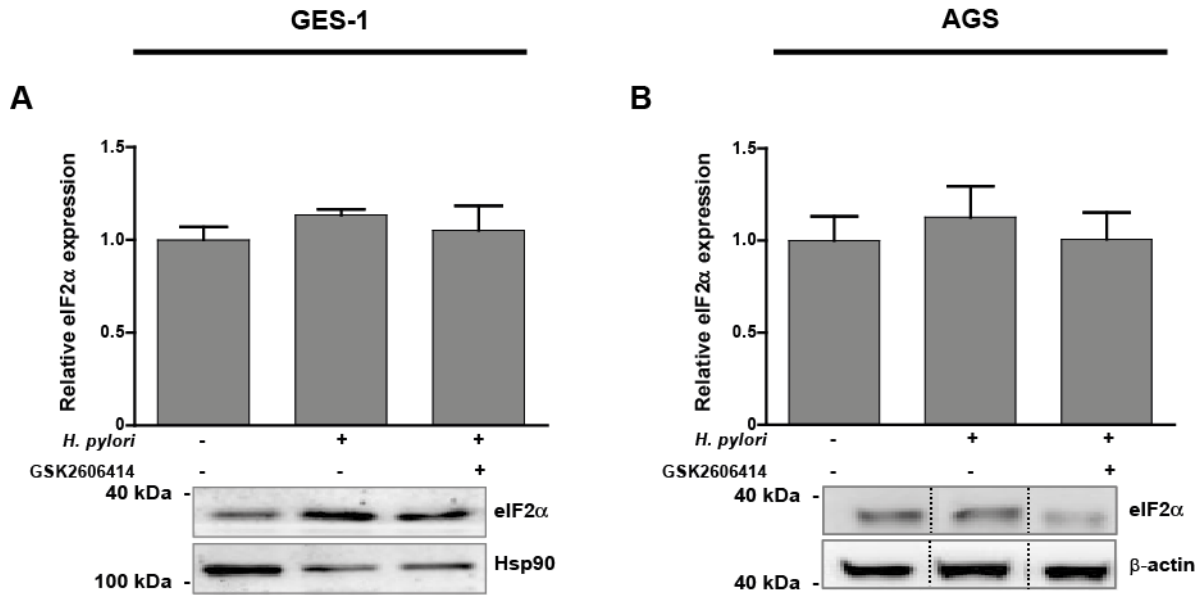 GES-1
AGS
A
B
Relative eIF2α expression
1.5
1.0
0.5
0
H. pylori - + +
GSK2606414 - - +
40 kDa - eIF2α
100 kDa - Hsp90
Relative eIF2α expression
1.5
1.0
0.5
0
H. pylori - + +
GSK2606414 - - +
40 kDa - eIF2α
40 kDa - β-actin